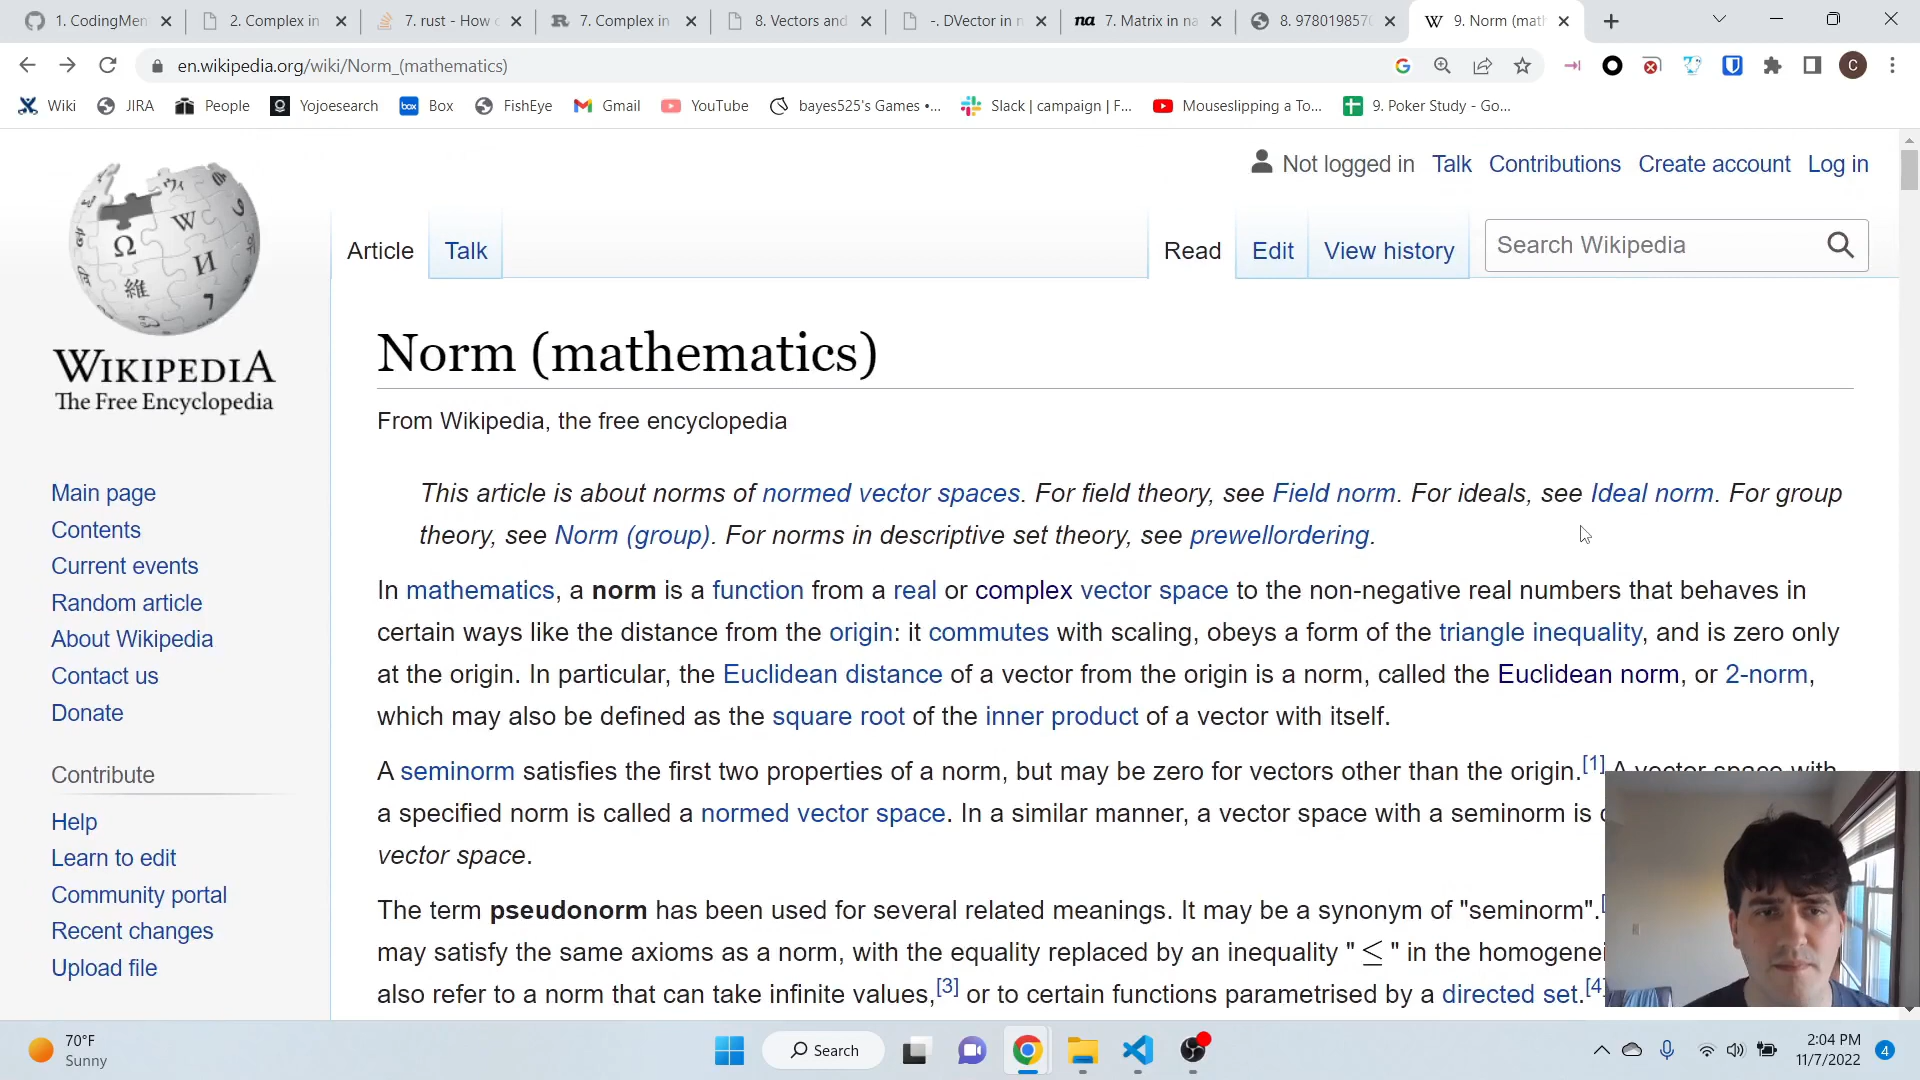 1. CodingMen
2. Complex in
7. rust - How c
7. Complex in
8. Vectors and
-. DVector in n
na 7. Matrix in na
8. 9780198570
W 9. Norm (math
en.wikipedia.org/wiki/Norm_(mathematics)
C
Wiki JIRA People Yojoesearch box Box FishEye Gmail YouTube bayes525's Games •... Slack | campaign | F... Mouseslipping a To... 9. Poker Study - Go...
Not logged in Talk Contributions Create account Log in
Article Talk Read Edit View history Search Wikipedia
WIKIPEDIA
The Free Encyclopedia
Main page
Contents
Current events
Random article
About Wikipedia
Contact us
Donate
Contribute
Help
Learn to edit
Community portal
Recent changes
Upload file
Norm (mathematics)
From Wikipedia, the free encyclopedia
This article is about norms of normed vector spaces. For field theory, see Field norm. For ideals, see Ideal norm. For group
theory, see Norm (group). For norms in descriptive set theory, see prewellordering.
In mathematics, a norm is a function from a real or complex vector space to the non-negative real numbers that behaves in
certain ways like the distance from the origin: it commutes with scaling, obeys a form of the triangle inequality, and is zero only
at the origin. In particular, the Euclidean distance of a vector from the origin is a norm, called the Euclidean norm, or 2-norm,
which may also be defined as the square root of the inner product of a vector with itself.
A seminorm satisfies the first two properties of a norm, but may be zero for vectors other than the origin.[1] A vector space with
a specified norm is called a normed vector space. In a similar manner, a vector space with a seminorm is
vector space.
The term pseudonorm has been used for several related meanings. It may be a synonym of "seminorm".
may satisfy the same axioms as a norm, with the equality replaced by an inequality "≤" in the homogenei
also refer to a norm that can take infinite values,[3] or to certain functions parametrised by a directed set.[4]
70°F
Sunny
Search
2:04 PM
11/7/2022
4